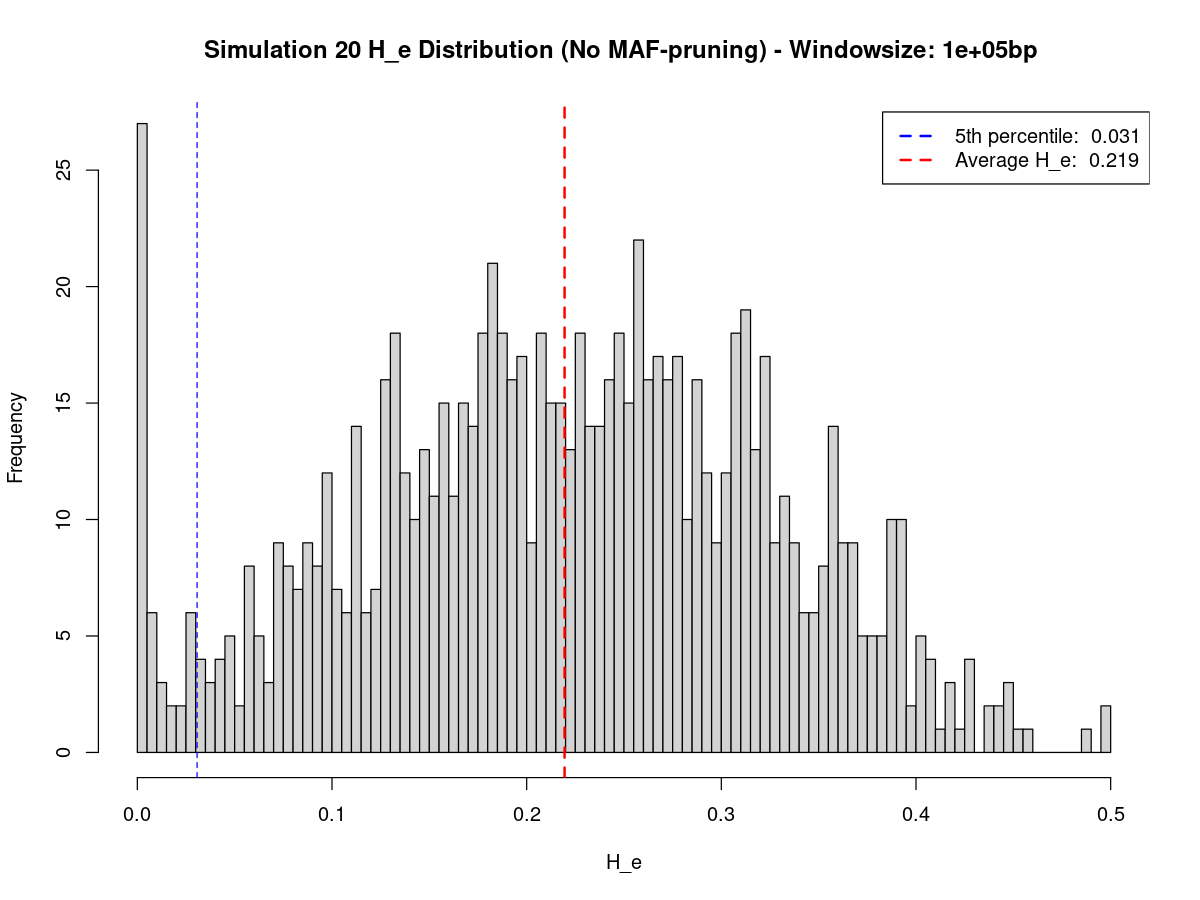 Simulation 20 H_e Distribution (No MAF-pruning) - Windowsize: 1e+05bp
5th percentile: 0.031
Average H_e: 0.219
Frequency
25
20
15
10
5
0
0.0 0.1 0.2 0.3 0.4 0.5
H_e